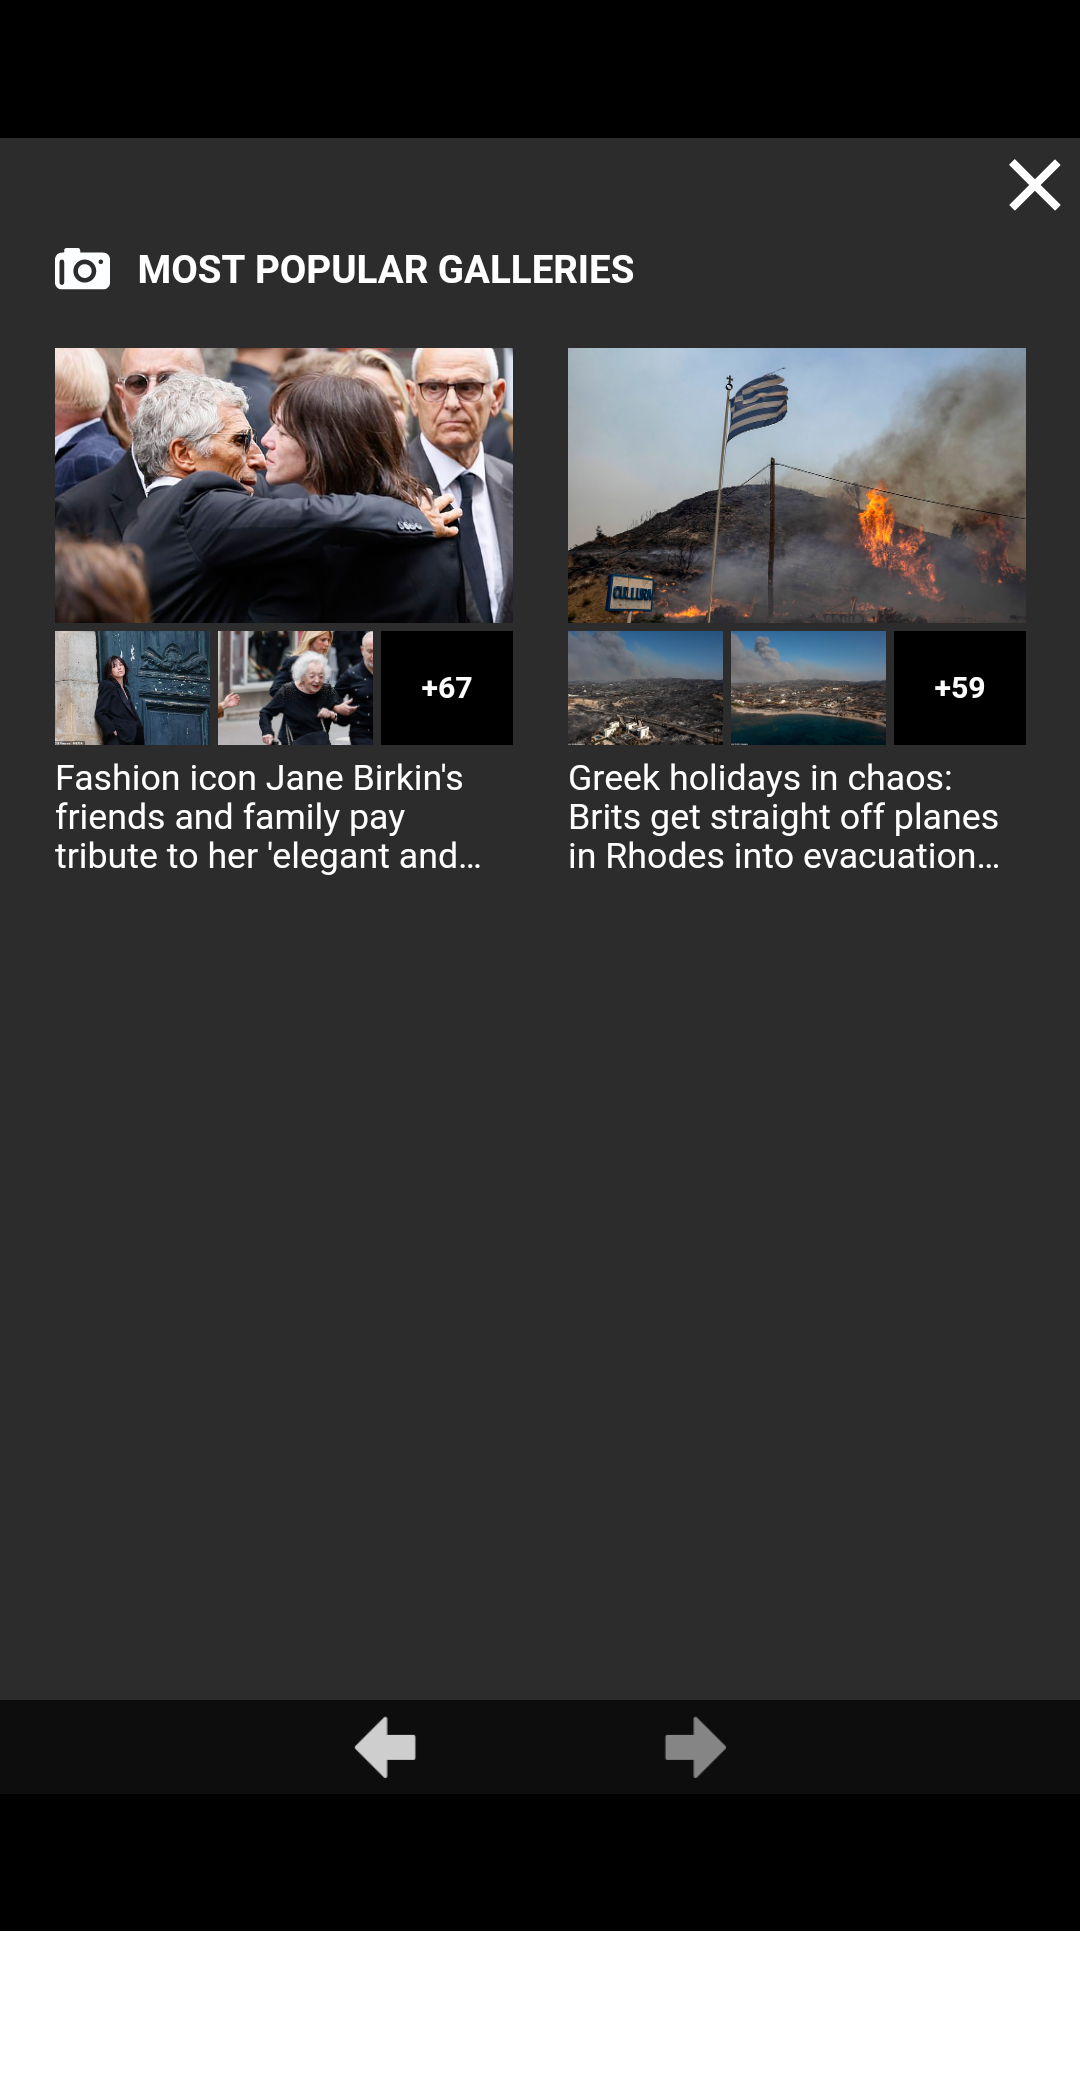 MOST POPULAR GALLERIES
CULLURA
+67
+59
Fashion icon Jane Birkin's
friends and family pay
tribute to her 'elegant and...
Greek holidays in chaos:
Brits get straight off planes
in Rhodes into evacuation...